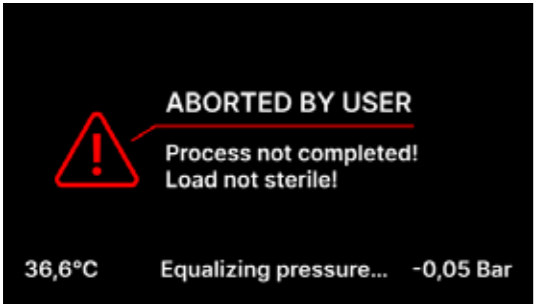 ABORTED BY USER
Process not completed!
Load not sterile!
36,6°C Equalizing pressure... -0,05 Bar